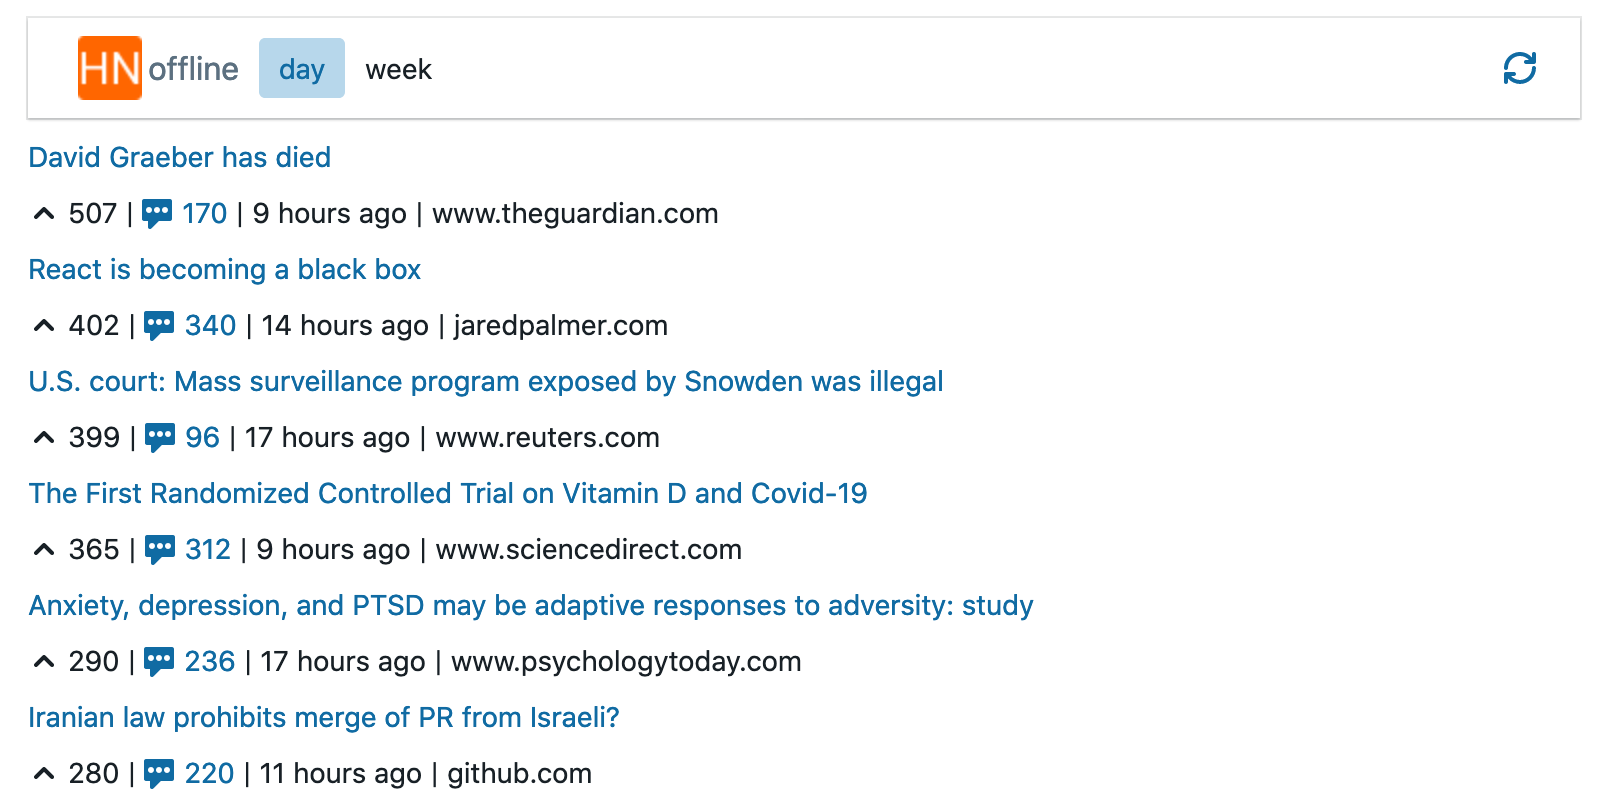 HN offline day week
David Graeber has died
507 | 170 | 9 hours ago | www.theguardian.com
React is becoming a black box
402 | 340 | 14 hours ago | jaredpalmer.com
U.S. court: Mass surveillance program exposed by Snowden was illegal
399 | 96 | 17 hours ago | www.reuters.com
The First Randomized Controlled Trial on Vitamin D and Covid-19
365 | 312 | 9 hours ago | www.sciencedirect.com
Anxiety, depression, and PTSD may be adaptive responses to adversity: study
290 | 236 | 17 hours ago | www.psychologytoday.com
Iranian law prohibits merge of PR from Israeli?
280 | 220 | 11 hours ago | github.com